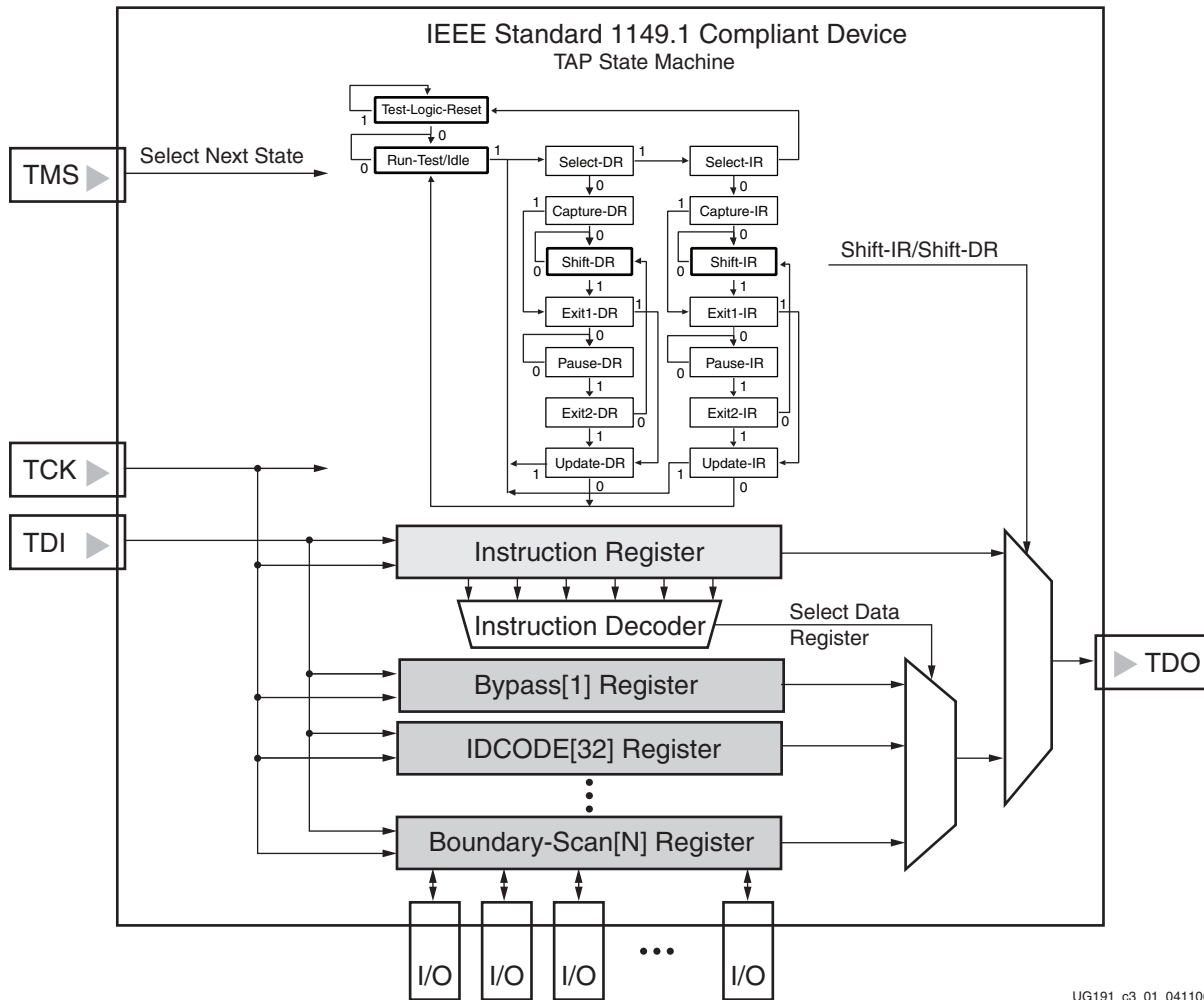 IEEE Standard 1149.1 Compliant Device
TAP State Machine
Test-Logic-Reset
1
0
TMS
Select Next State
Run-Test/Idle
0
1
Select-DR
1
Select-IR
0
0
1
Capture-DR
1
Capture-IR
0
0
Shift-DR
0
Shift-IR
0
Shift-IR/Shift-DR
1
1
Exit1-DR
1
Exit1-IR
1
0
0
Pause-DR
0
Pause-IR
0
1
1
Exit2-DR
0
Exit2-IR
0
1
1
TCK
Update-DR
1
Update-IR
1
0
0
TDI
Instruction Register
Instruction Decoder
Select Data
Register
TDO
Bypass[1] Register
IDCODE[32] Register
Boundary-Scan[N] Register
I/O
I/O
I/O
I/O
UG191_c3_01_041106